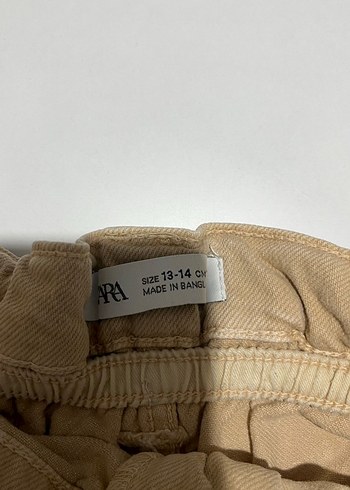 ARA
SIZE 13-14 CM
MADE IN BANGL